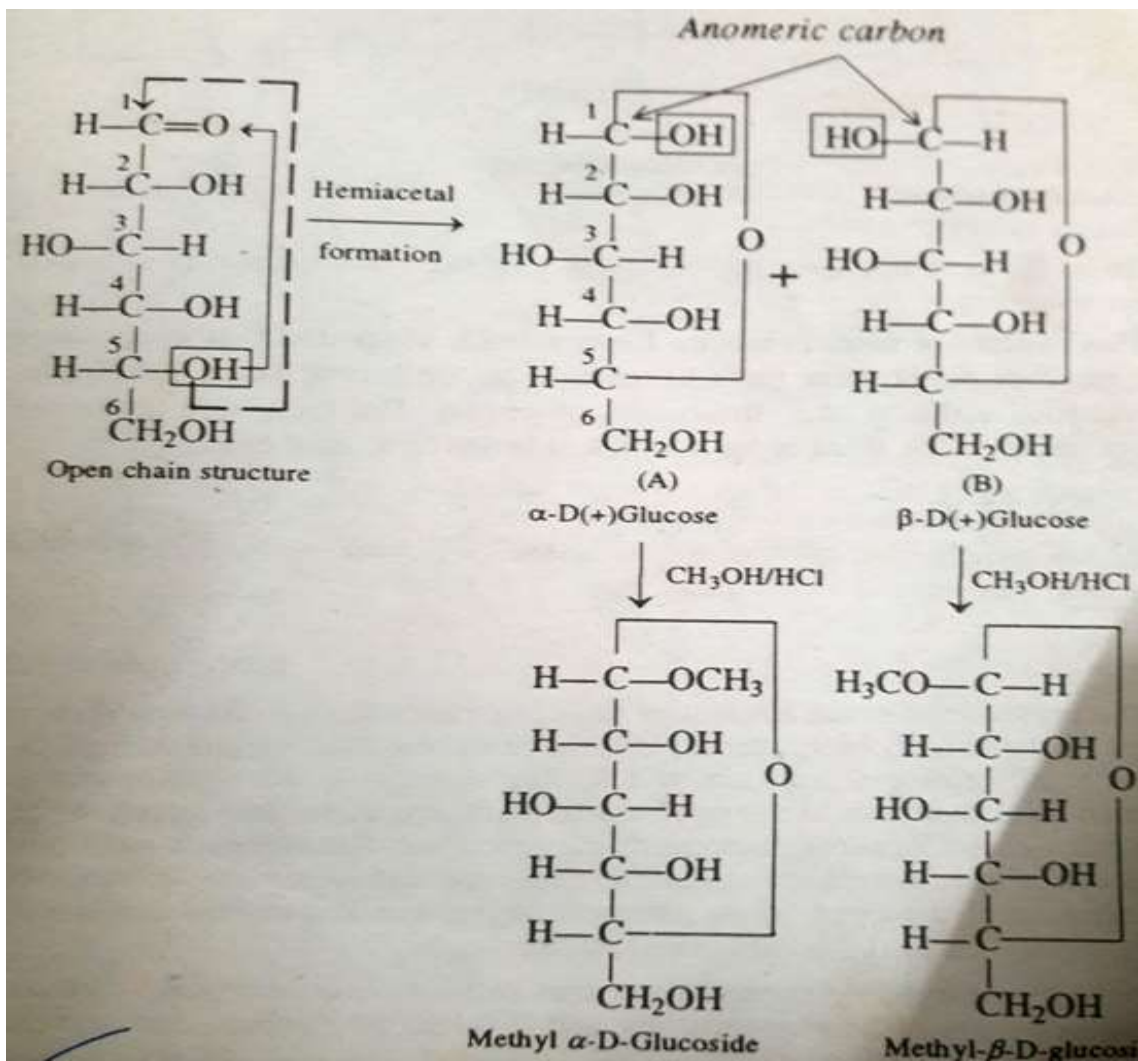 Anomeric carbon
1
H—C=O
2
H—C—OH
3
HO—C—H
4
H—C—OH
5
H—C—OH
6
CH₂OH
Open chain structure
Hemiacetal
formation
1
H—C—OH
2
H—C—OH
3
HO—C—H
4
H—C—OH
5
H—C
6
CH₂OH
(A)
α-D(+)Glucose
O
+
HO—C—H
H—C—OH
HO—C—H
H—C—OH
H—C
CH₂OH
(B)
β-D(+)Glucose
O
CH₃OH/HCl
CH₃OH/HCl
H—C—OCH₃
H—C—OH
HO—C—H
H—C—OH
H—C
CH₂OH
O
Methyl α-D-Glucoside
H₃CO—C—H
H—C—OH
HO—C—H
H—C—OH
H—C
CH₂OH
O
Methyl-β-D-glucosi